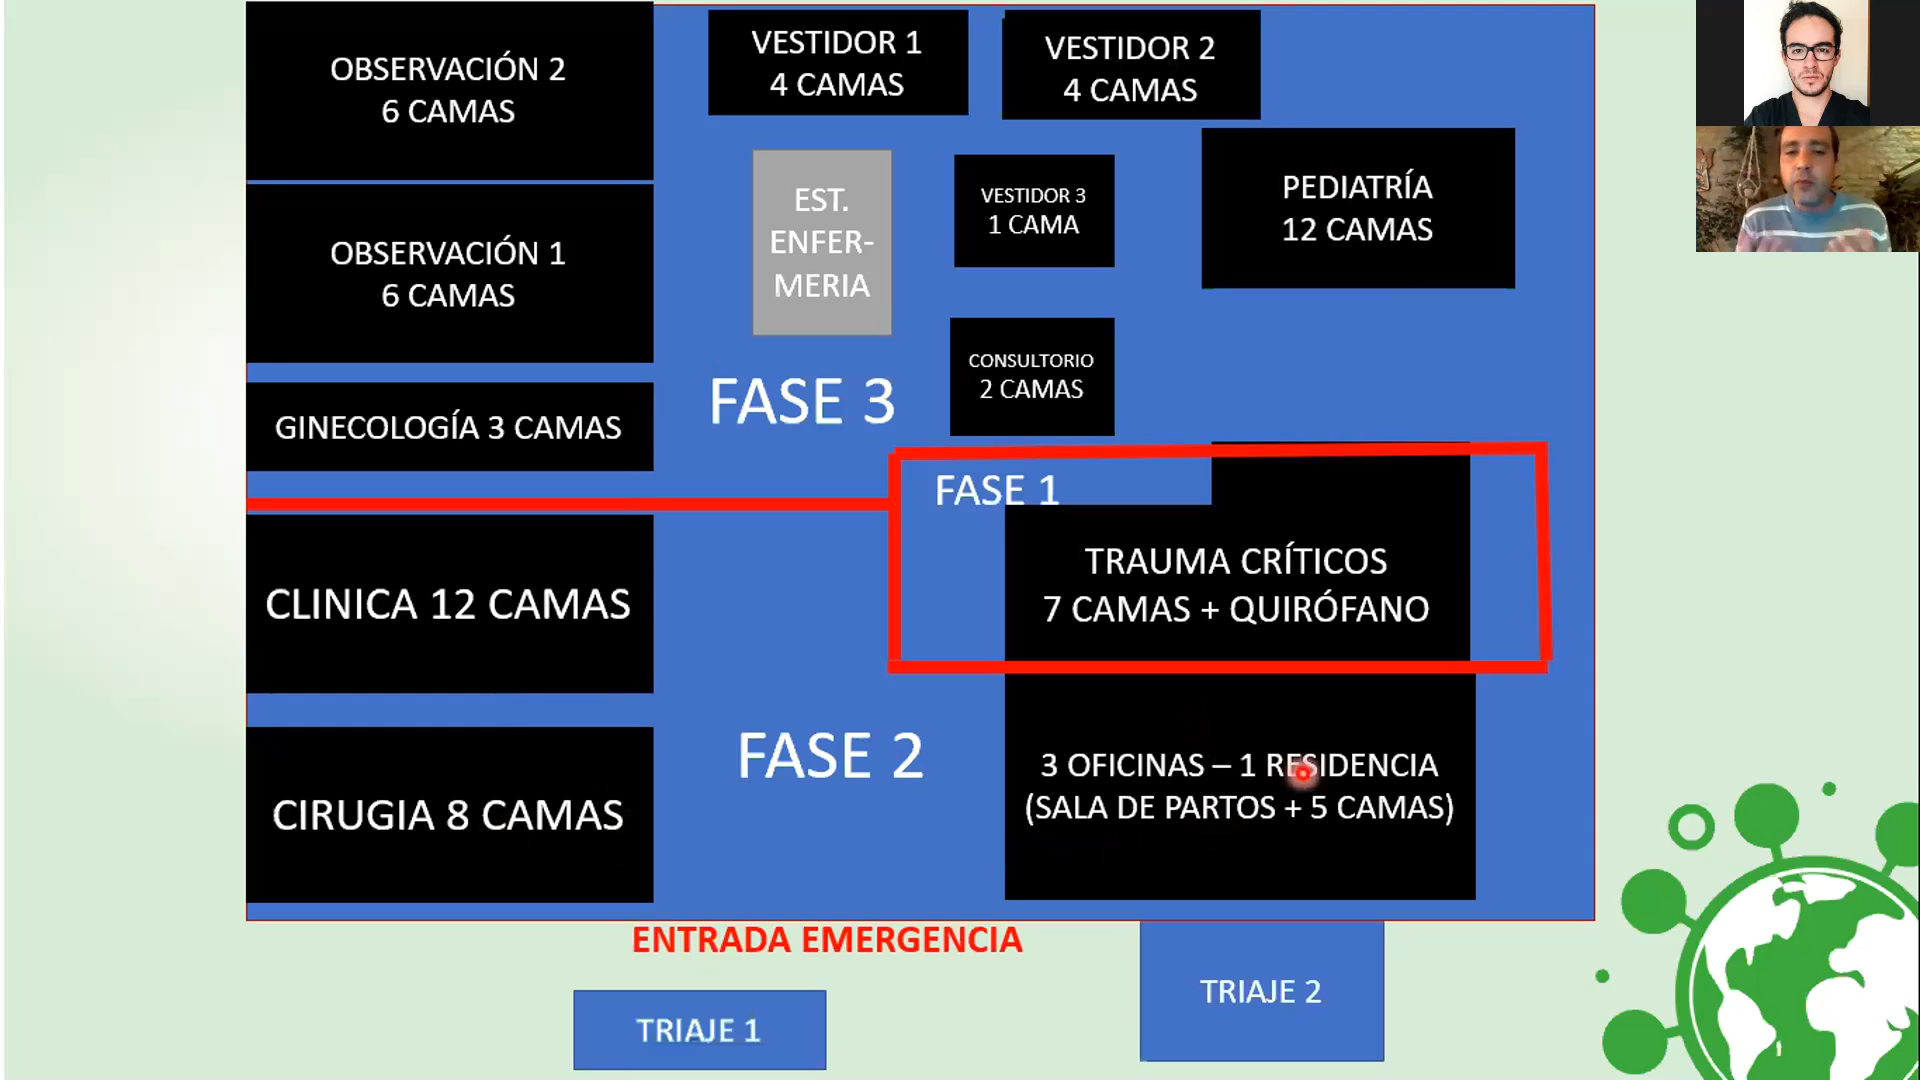 OBSERVACIÓN 2
6 CAMAS
VESTIDOR 1
4 CAMAS
VESTIDOR 2
4 CAMAS
OBSERVACIÓN 1
6 CAMAS
EST.
ENFER-
MERIA
VESTIDOR 3
1 CAMA
PEDIATRÍA
12 CAMAS
CONSULTORIO
2 CAMAS
GINECOLOGÍA 3 CAMAS
FASE 3
FASE 1
TRAUMA CRÍTICOS
7 CAMAS + QUIRÓFANO
CLINICA 12 CAMAS
FASE 2
3 OFICINAS – 1 RESIDENCIA
(SALA DE PARTOS + 5 CAMAS)
CIRUGIA 8 CAMAS
ENTRADA EMERGENCIA
TRIAJE 1
TRIAJE 2